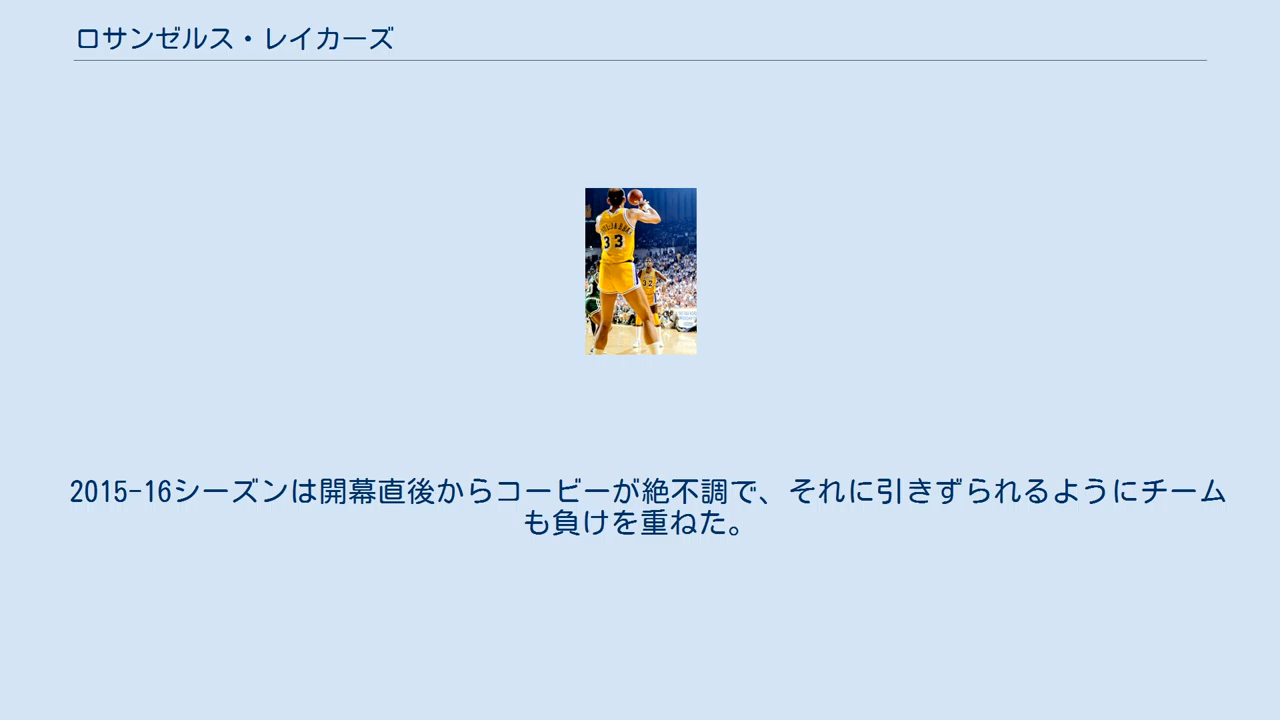 ロサンゼルス・レイカーズ
33
32
2015-16シーズンは開幕直後からコービーが絶不調で、それに引きずられるようにチーム
も負けを重ねた。